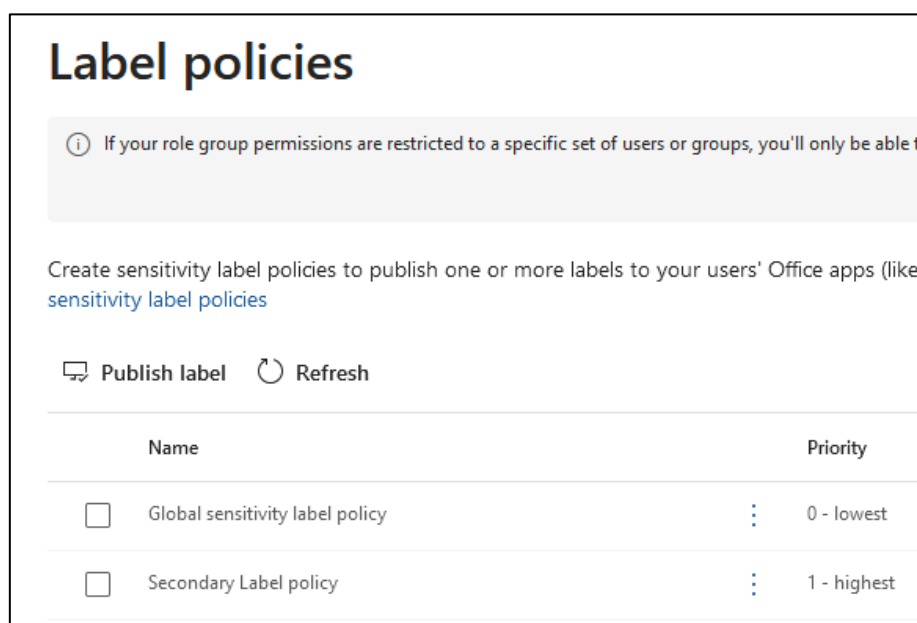 Label policies
If your role group permissions are restricted to a specific set of users or groups, you'll only be able
Create sensitivity label policies to publish one or more labels to your users' Office apps (like
sensitivity label policies
Publish label Refresh
Name Priority
Global sensitivity label policy 0 - lowest
Secondary Label policy 1 - highest